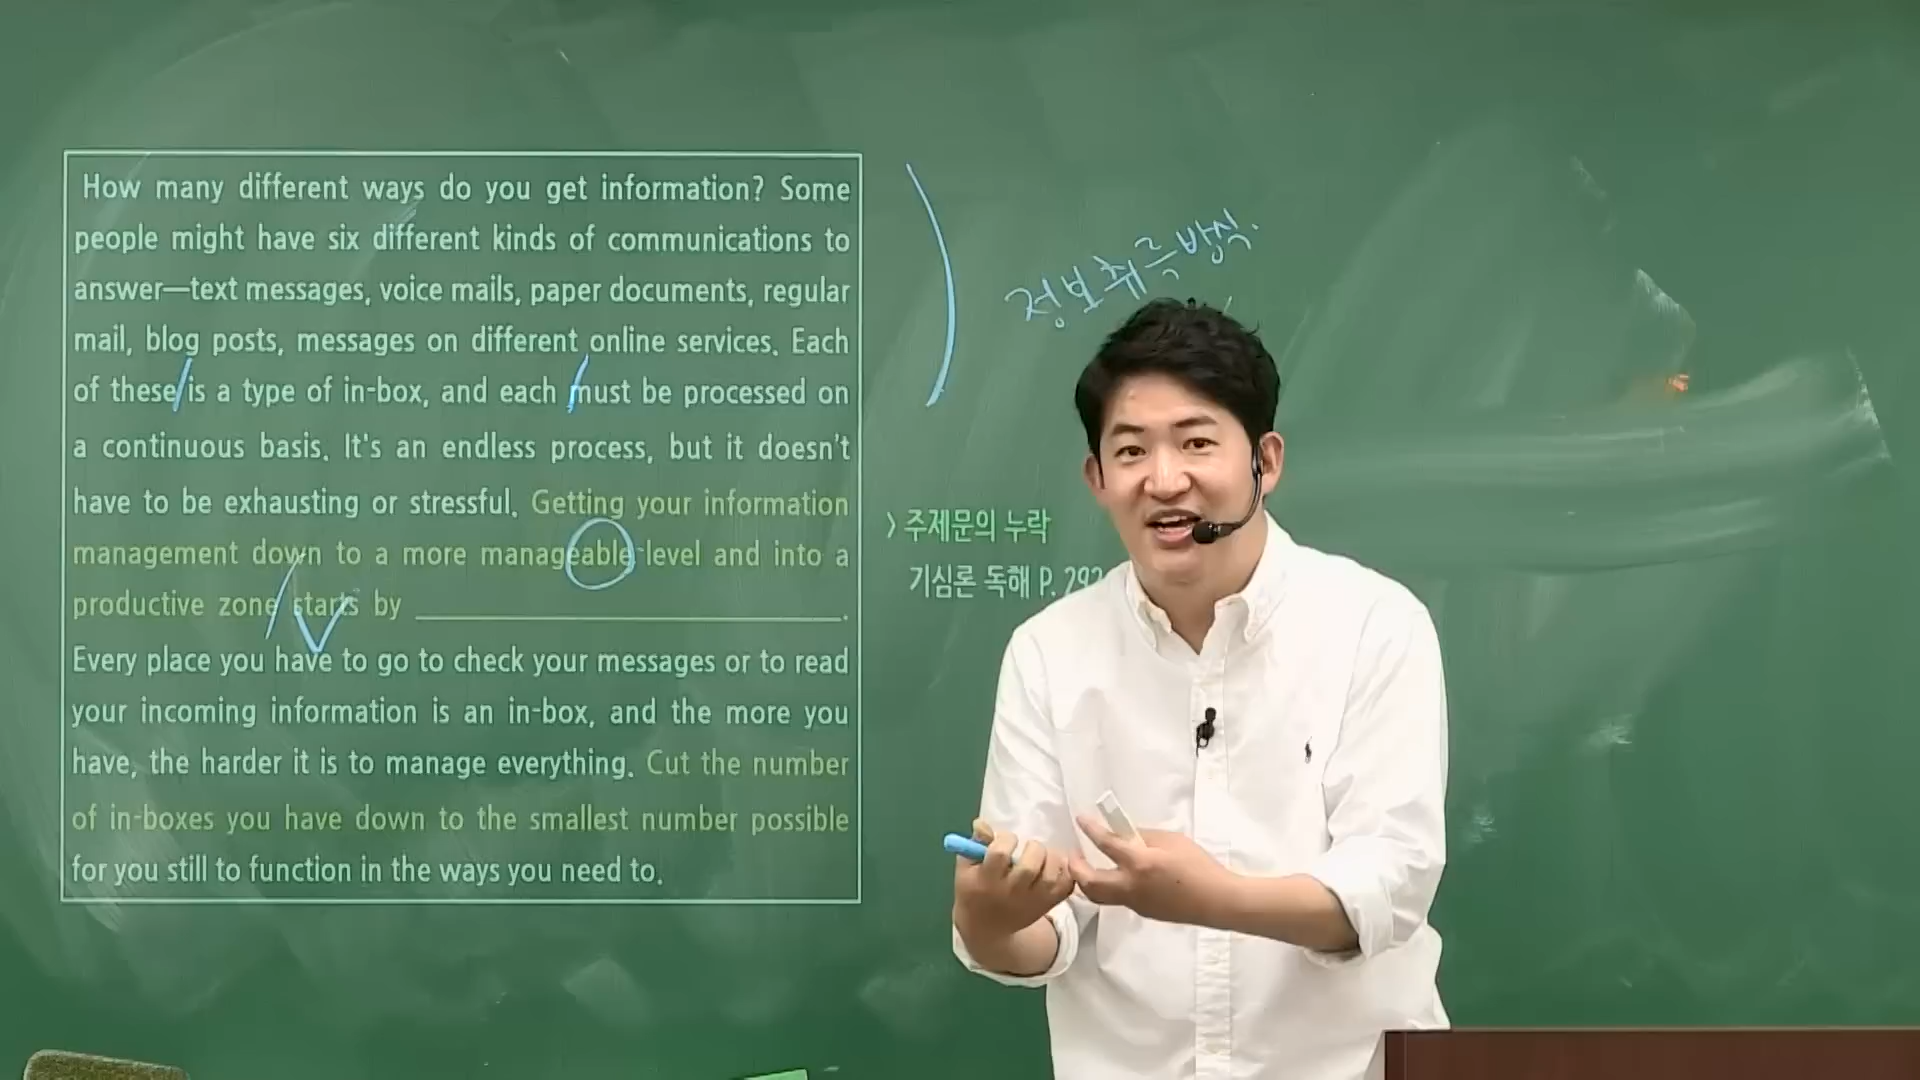 How many different ways do you get information? Some
people might have six different kinds of communications to
answer—text messages, voice mails, paper documents, regular
mail, blog posts, messages on different online services. Each
of these is a type of in-box, and each must be processed on
a continuous basis. It's an endless process, but it doesn't
have to be exhausting or stressful. Getting your information
management down to a more manageable level and into a
productive zone starts by ____________.
Every place you have to go to check your messages or to read
your incoming information is an in-box, and the more you
have, the harder it is to manage everything. Cut the number
of in-boxes you have down to the smallest number possible
for you still to function in the ways you need to.
정보 취득 방식.
> 주제문의 누락
기심론 독해 P. 292